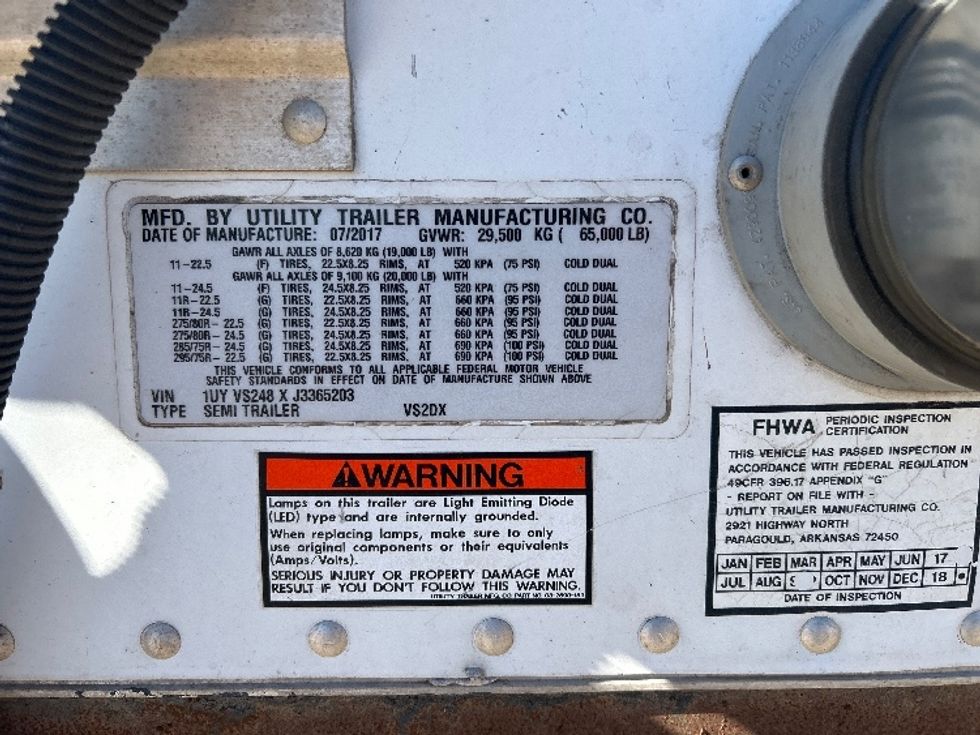 MFD. BY UTILITY TRAILER MANUFACTURING CO.
DATE OF MANUFACTURE: 07/2017 GVWR: 29,500 KG ( 65,000 LB)
GAWR ALL AXLES OF 8,620 KG (19,000 LB) WITH
11-22.5 (F) TIRES, 22.5X8.25 RIMS, AT 520 KPA (75 PSI) COLD DUAL
GAWR ALL AXLES OF 9,100 KG (20,000 LB) WITH
11-24.5 (F) TIRES, 24.5X8.25 RIMS, AT 520 KPA (75 PSI) COLD DUAL
11R-22.5 (G) TIRES, 22.5X8.25 RIMS, AT 660 KPA (95 PSI) COLD DUAL
11R-24.5 (G) TIRES, 24.5X8.25 RIMS, AT 660 KPA (95 PSI) COLD DUAL
275/80R-22.5 (G) TIRES, 22.5X8.25 RIMS, AT 660 KPA (95 PSI) COLD DUAL
275/80R-24.5 (G) TIRES, 24.5X8.25 RIMS, AT 660 KPA (95 PSI) COLD DUAL
285/75R-24.5 (G) TIRES, 24.5X8.25 RIMS, AT 690 KPA (100 PSI) COLD DUAL
295/75R-22.5 (G) TIRES, 22.5X8.25 RIMS, AT 690 KPA (100 PSI) COLD DUAL
THIS VEHICLE CONFORMS TO ALL APPLICABLE FEDERAL MOTOR VEHICLE
SAFETY STANDARDS IN EFFECT ON DATE OF MANUFACTURE SHOWN ABOVE
VIN 1UY VS248 X J3365203
TYPE SEMI TRAILER VS2DX
WARNING
Lamps on this trailer are Light Emitting Diode
(LED) type and are internally grounded.
When replacing lamps, make sure to only
use original components or their equivalents
(Amps/Volts).
SERIOUS INJURY OR PROPERTY DAMAGE MAY
RESULT IF YOU DON'T FOLLOW THIS WARNING.
UTILITY TRAILER MFG. CO. PART NO.
FHWA PERIODIC INSPECTION
CERTIFICATION
THIS VEHICLE HAS PASSED INSPECTION IN
ACCORDANCE WITH FEDERAL REGULATION
49CFR 396.17 APPENDIX "G"
- REPORT ON FILE WITH -
UTILITY TRAILER MANUFACTURING CO.
2921 HIGHWAY NORTH
PARAGOULD, ARKANSAS 72450
JAN FEB MAR APR MAY JUN 17
JUL AUG S OCT NOV DEC 18
DATE OF INSPECTION